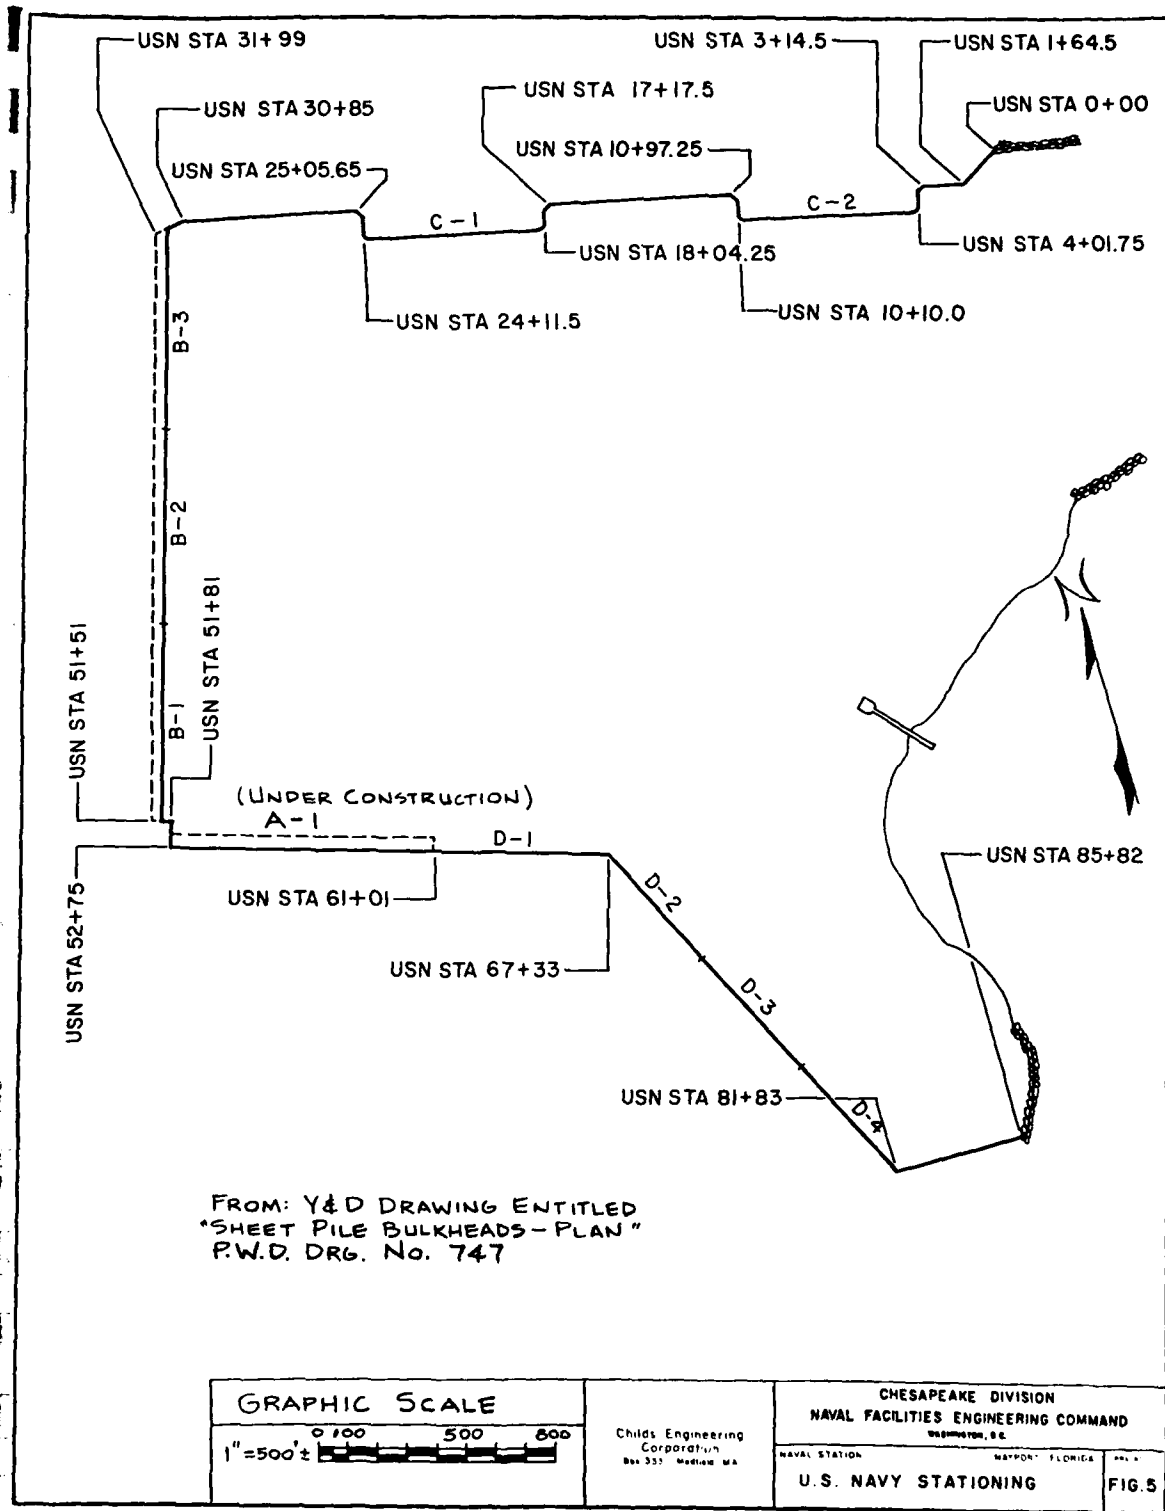 USN STA 31+99
USN STA 3+14.5
USN STA 1+64.5
USN STA 30+85
USN STA 17+17.5
USN STA 0+00
USN STA 25+05.65
USN STA 10+97.25
C-1
C-2
USN STA 18+04.25
USN STA 4+01.75
USN STA 24+11.5
USN STA 10+10.0
B-3
B-2
B-1
USN STA 51+51
USN STA 51+81
(UNDER CONSTRUCTION)
A-1
D-1
USN STA 52+75
USN STA 61+01
D-2
USN STA 85+82
USN STA 67+33
D-3
USN STA 81+83
D-4
FROM: Y&D DRAWING ENTITLED
"SHEET PILE BULKHEADS-PLAN"
P.W.D. DRG. No. 747
GRAPHIC SCALE
1"=500'±
0 100 500 800
Childs Engineering
Corporation
Box 333 Medfield MA
CHESAPEAKE DIVISION
NAVAL FACILITIES ENGINEERING COMMAND
WASHINGTON, D.C.
NAVAL STATION
MAYPORT FLORIDA
U.S. NAVY STATIONING
FIG.5